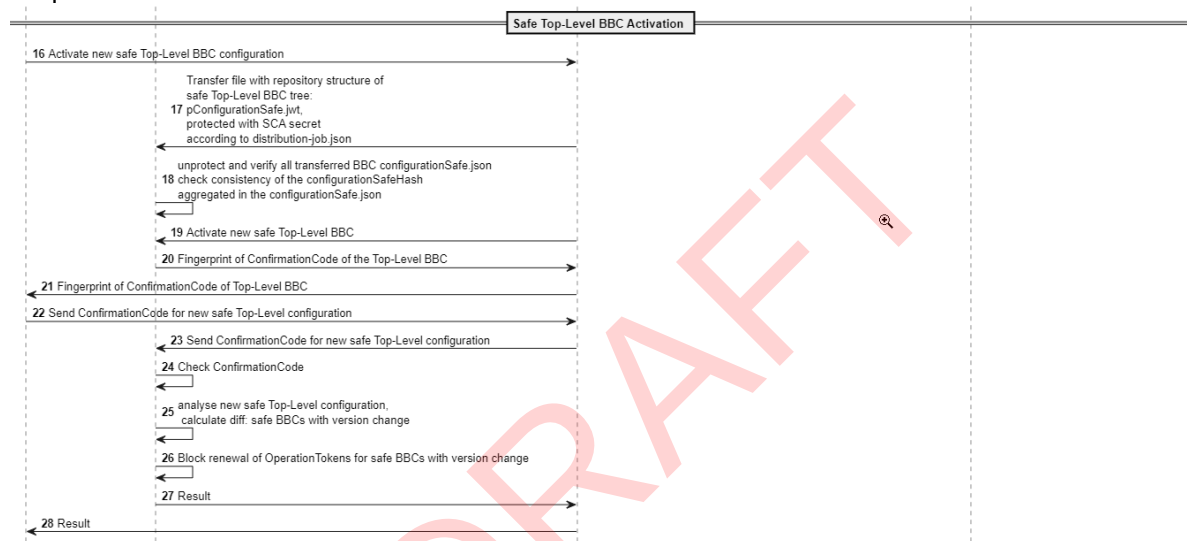 Safe Top-Level BBC Activation
16 Activate new safe Top-Level BBC configuration
Transfer file with repository structure of
safe Top-Level BBC tree:
17 pConfigurationSafe.jwt,
protected with SCA secret
according to distribution-job.json
unprotect and verify all transferred BBC configurationSafe.json
18 check consistency of the configurationSafeHash
aggregated in the configurationSafe.json
19 Activate new safe Top-Level BBC
20 Fingerprint of ConfirmationCode of the Top-Level BBC
21 Fingerprint of ConfirmationCode of Top-Level BBC
22 Send ConfirmationCode for new safe Top-Level configuration
23 Send ConfirmationCode for new safe Top-Level configuration
24 Check ConfirmationCode
25 analyse new safe Top-Level configuration,
calculate diff: safe BBCs with version change
26 Block renewal of OperationTokens for safe BBCs with version change
27 Result
28 Result
DRAFT